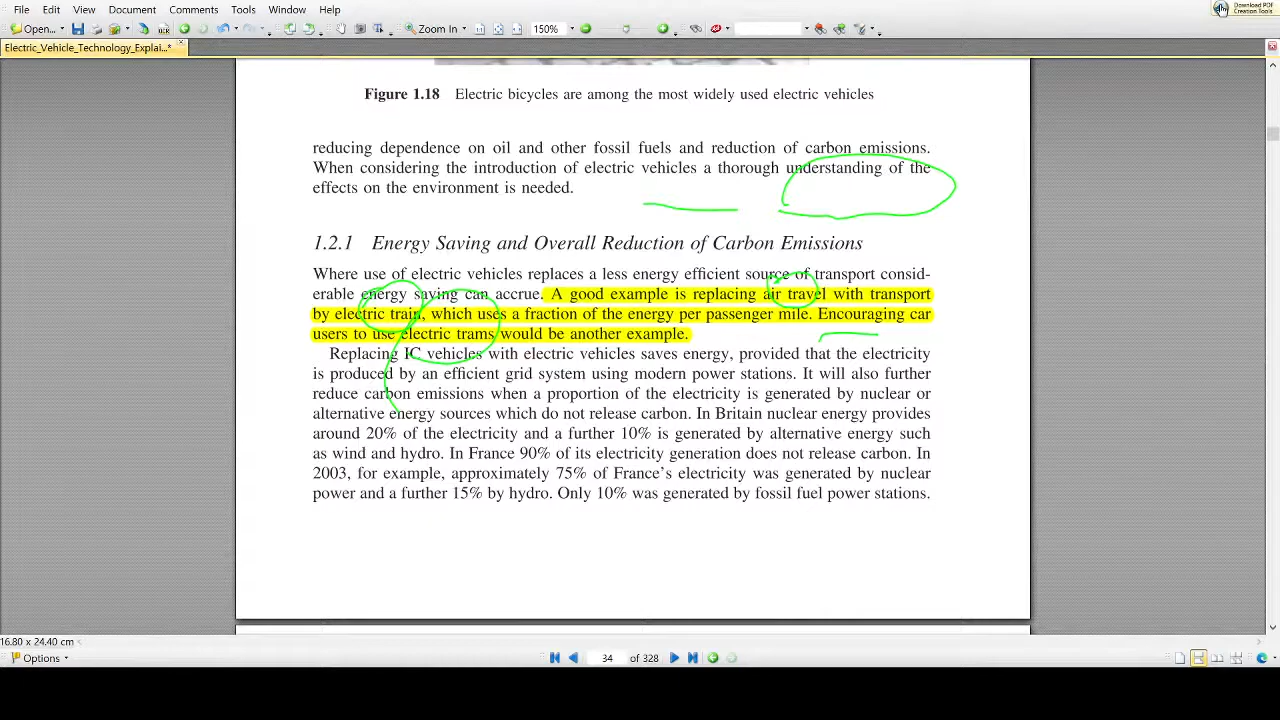 File Edit View Document Comments Tools Window Help
Download PDF
Creation Tools
Open... OCR Zoom In 150%
Electric_Vehicle_Technology_Explai...*
Figure 1.18 Electric bicycles are among the most widely used electric vehicles
reducing dependence on oil and other fossil fuels and reduction of carbon emissions.
When considering the introduction of electric vehicles a thorough understanding of the
effects on the environment is needed.
1.2.1 Energy Saving and Overall Reduction of Carbon Emissions
Where use of electric vehicles replaces a less energy efficient source of transport consid-
erable energy saving can accrue. A good example is replacing air travel with transport
by electric train, which uses a fraction of the energy per passenger mile. Encouraging car
users to use electric trams would be another example.
Replacing IC vehicles with electric vehicles saves energy, provided that the electricity
is produced by an efficient grid system using modern power stations. It will also further
reduce carbon emissions when a proportion of the electricity is generated by nuclear or
alternative energy sources which do not release carbon. In Britain nuclear energy provides
around 20% of the electricity and a further 10% is generated by alternative energy such
as wind and hydro. In France 90% of its electricity generation does not release carbon. In
2003, for example, approximately 75% of France's electricity was generated by nuclear
power and a further 15% by hydro. Only 10% was generated by fossil fuel power stations.
16.80 x 24.40 cm
Options 34 of 328